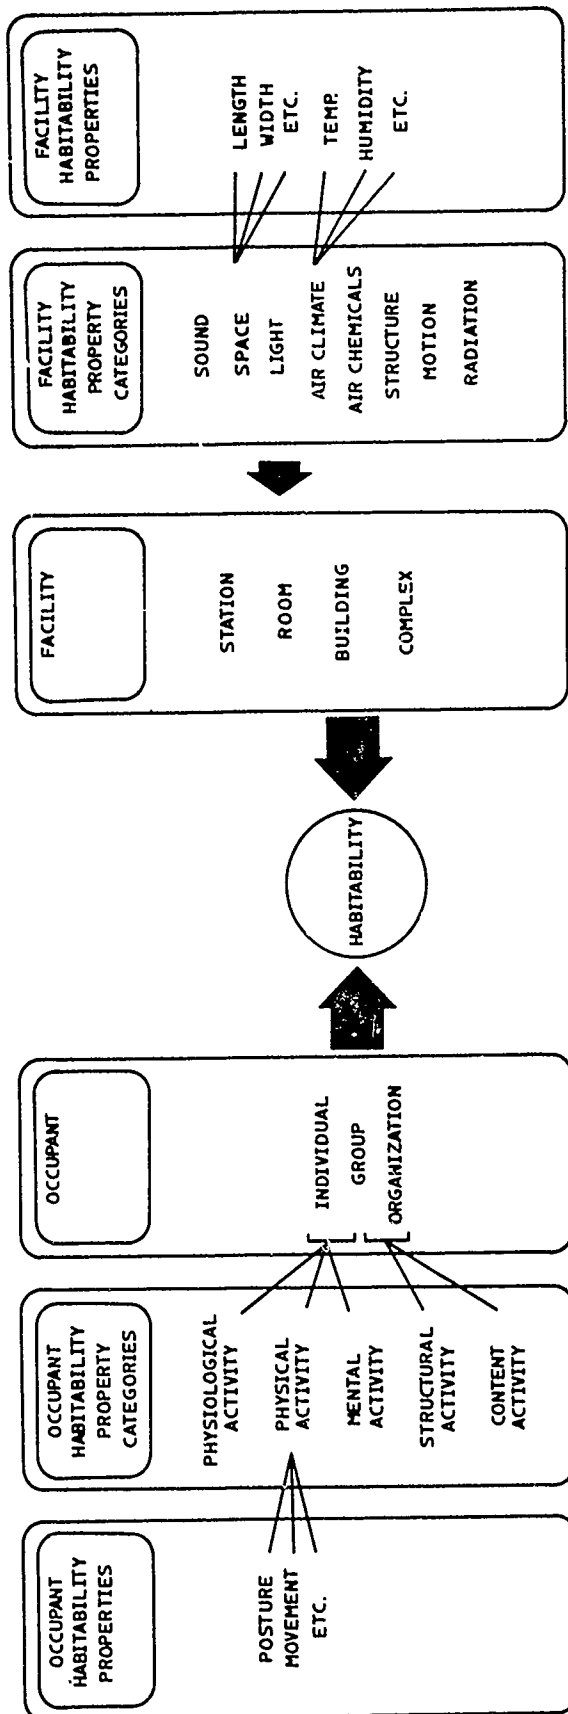 OCCUPANT
HABITABILITY
PROPERTIES
POSTURE
MOVEMENT
ETC.
OCCUPANT
HABITABILITY
PROPERTY
CATEGORIES
PHYSIOLOGICAL
ACTIVITY
PHYSICAL
ACTIVITY
MENTAL
ACTIVITY
STRUCTURAL
ACTIVITY
CONTENT
ACTIVITY
OCCUPANT
INDIVIDUAL
GROUP
ORGANIZATION
HABITABILITY
FACILITY
STATION
ROOM
BUILDING
COMPLEX
FACILITY
HABITABILITY
PROPERTY
CATEGORIES
SOUND
SPACE
LIGHT
AIR CLIMATE
AIR CHEMICALS
STRUCTURE
MOTION
RADIATION
FACILITY
HABITABILITY
PROPERTIES
LENGTH
WIDTH
ETC.
TEMP.
HUMIDITY
ETC.